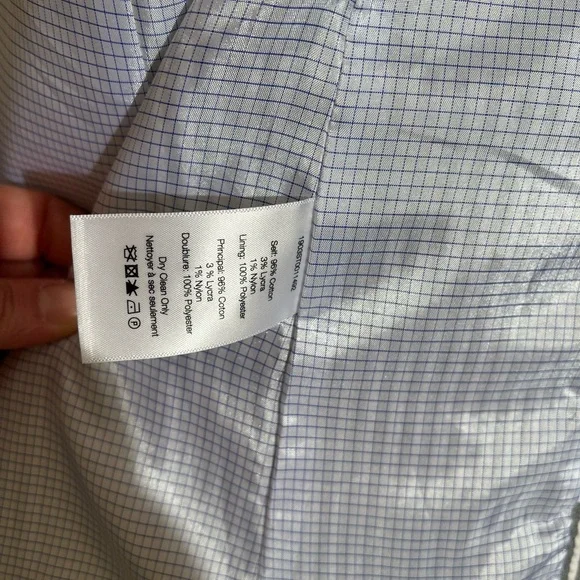 1903ST001492
Self: 96% Cotton
3% Lycra
1% Nylon
Lining: 100% Polyester
Principal: 96% Coton
3 % Lycra
1% Nylon
Doublure: 100% Polyester
Dry Clean Only
Nettoyer à sec seulement